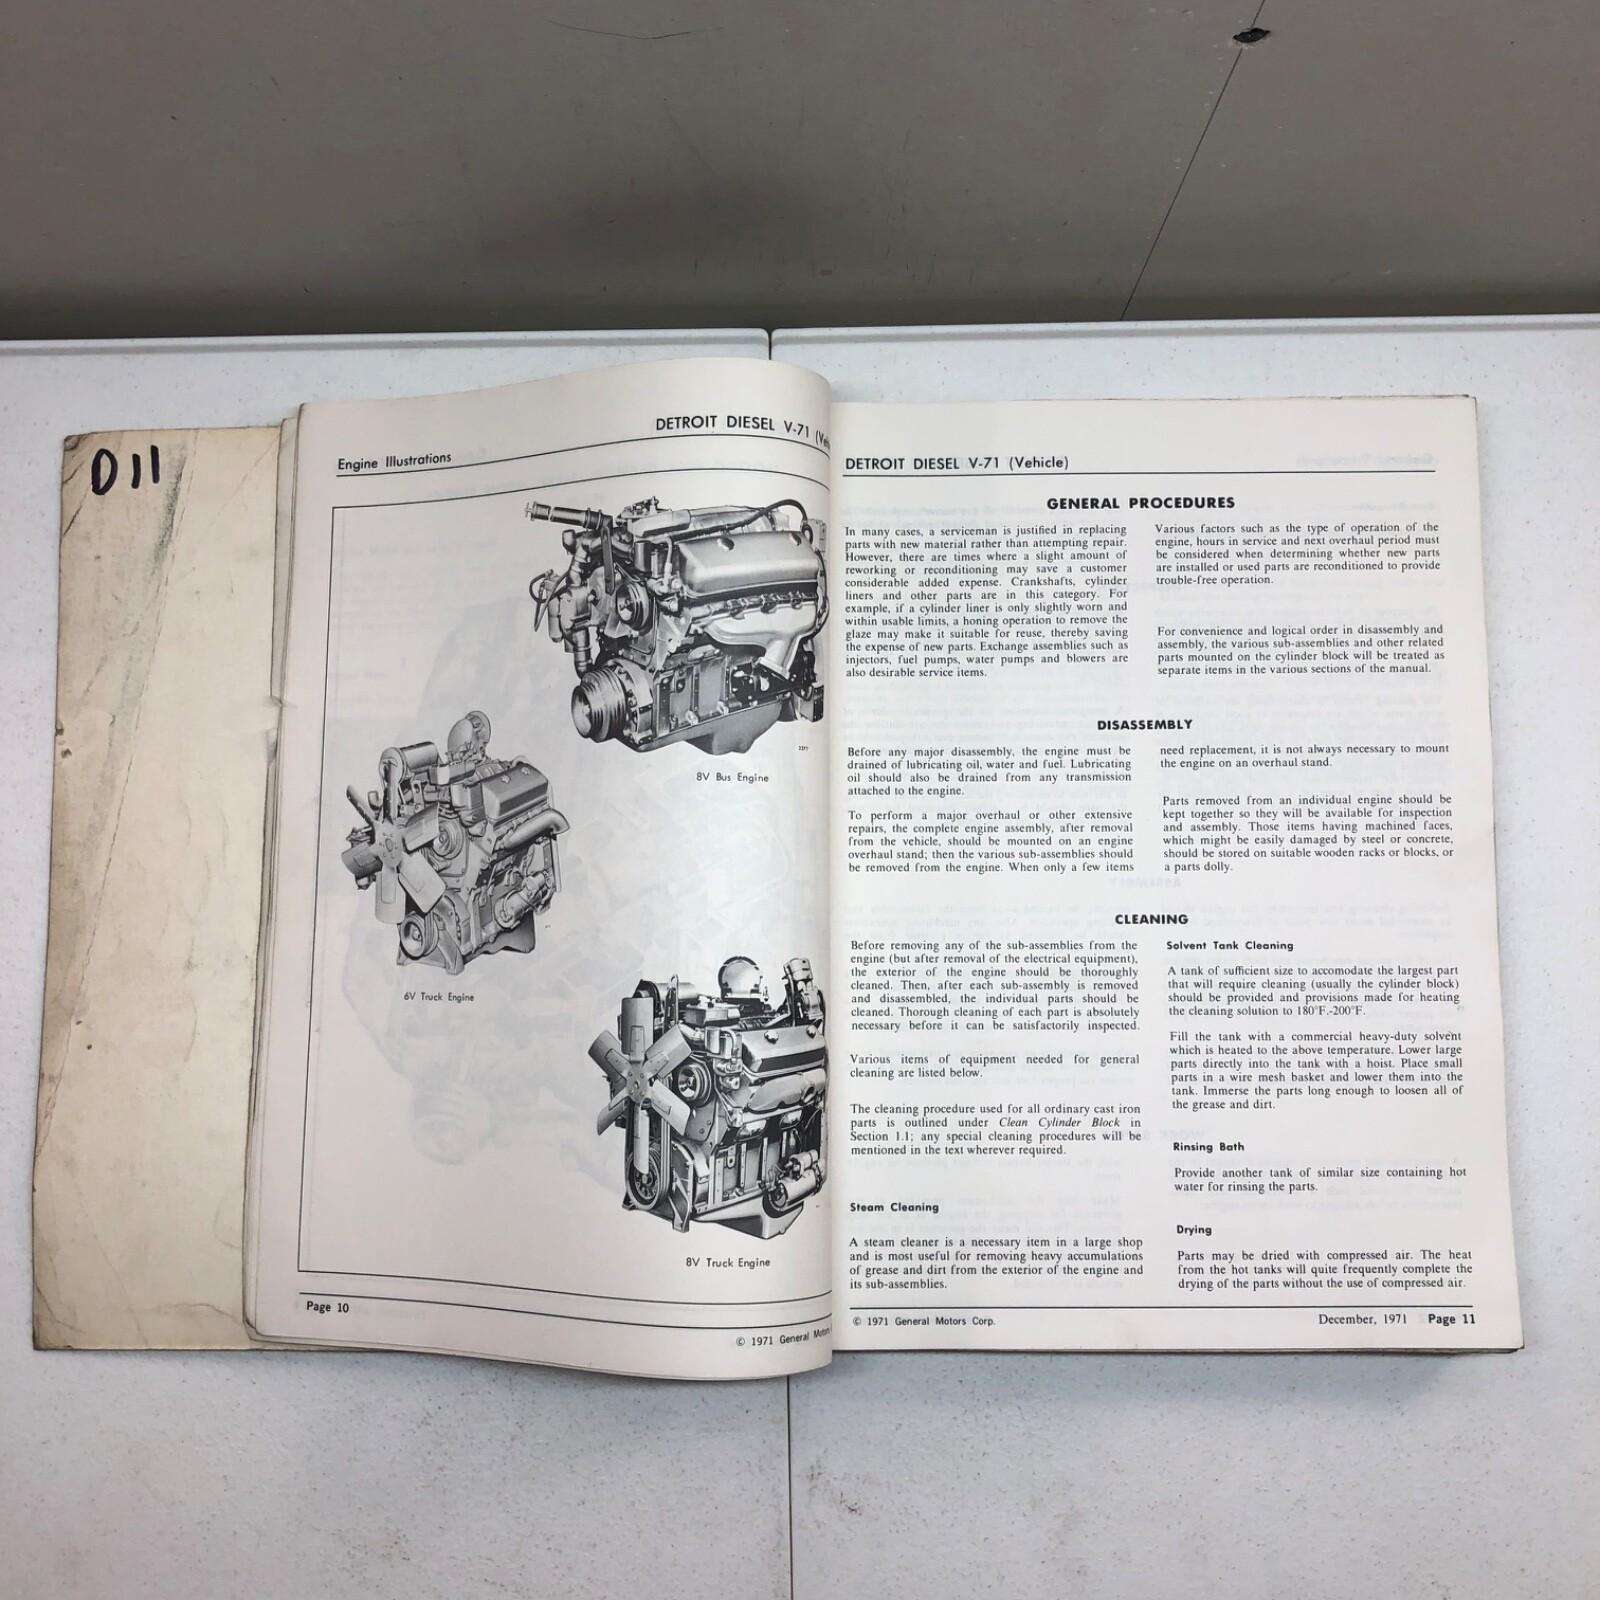 D11
DETROIT DIESEL V-71
Engine Illustrations
8V Bus Engine
6V Truck Engine
8V Truck Engine
Page 10
© 1971 General Motors
DETROIT DIESEL V-71 (Vehicle)
GENERAL PROCEDURES
In many cases, a serviceman is justified in replacing
parts with new material rather than attempting repair.
However, there are times where a slight amount of
reworking or reconditioning may save a customer
considerable added expense. Crankshafts, cylinder
liners and other parts are in this category. For
example, if a cylinder liner is only slightly worn and
within usable limits, a honing operation to remove the
glaze may make it suitable for reuse, thereby saving
the expense of new parts. Exchange assemblies such as
injectors, fuel pumps, water pumps and blowers are
also desirable service items.
Various factors such as the type of operation of the
engine, hours in service and next overhaul period must
be considered when determining whether new parts
are installed or used parts are reconditioned to provide
trouble-free operation.
For convenience and logical order in disassembly and
assembly, the various sub-assemblies and other related
parts mounted on the cylinder block will be treated as
separate items in the various sections of the manual.
DISASSEMBLY
Before any major disassembly, the engine must be
drained of lubricating oil, water and fuel. Lubricating
oil should also be drained from any transmission
attached to the engine.
To perform a major overhaul or other extensive
repairs, the complete engine assembly, after removal
from the vehicle, should be mounted on an engine
overhaul stand; then the various sub-assemblies should
be removed from the engine. When only a few items
need replacement, it is not always necessary to mount
the engine on an overhaul stand.
Parts removed from an individual engine should be
kept together so they will be available for inspection
and assembly. Those items having machined faces,
which might be easily damaged by steel or concrete,
should be stored on suitable wooden racks or blocks, or
a parts dolly.
CLEANING
Before removing any of the sub-assemblies from the
engine (but after removal of the electrical equipment),
the exterior of the engine should be thoroughly
cleaned. Then, after each sub-assembly is removed
and disassembled, the individual parts should be
cleaned. Thorough cleaning of each part is absolutely
necessary before it can be satisfactorily inspected.
Various items of equipment needed for general
cleaning are listed below.
The cleaning procedure used for all ordinary cast iron
parts is outlined under Clean Cylinder Block in
Section 1.1; any special cleaning procedures will be
mentioned in the text wherever required.
Steam Cleaning
A steam cleaner is a necessary item in a large shop
and is most useful for removing heavy accumulations
of grease and dirt from the exterior of the engine and
its sub-assemblies.
Solvent Tank Cleaning
A tank of sufficient size to accomodate the largest part
that will require cleaning (usually the cylinder block)
should be provided and provisions made for heating
the cleaning solution to 180°F.-200°F.
Fill the tank with a commercial heavy-duty solvent
which is heated to the above temperature. Lower large
parts directly into the tank with a hoist. Place small
parts in a wire mesh basket and lower them into the
tank. Immerse the parts long enough to loosen all of
the grease and dirt.
Rinsing Bath
Provide another tank of similar size containing hot
water for rinsing the parts.
Drying
Parts may be dried with compressed air. The heat
from the hot tanks will quite frequently complete the
drying of the parts without the use of compressed air.
© 1971 General Motors Corp.
December, 1971 Page 11